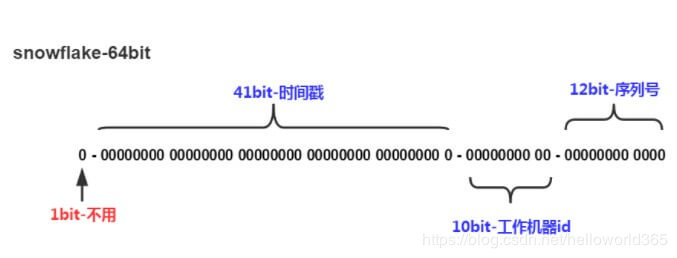 snowflake-64bit
41bit-时间戳
12bit-序列号
0 - 00000000 00000000 00000000 00000000 00000000 0 - 00000000 00 - 00000000 0000
1bit-不用
10bit-工作机器id
https://blog.csdn.net/helloworld365